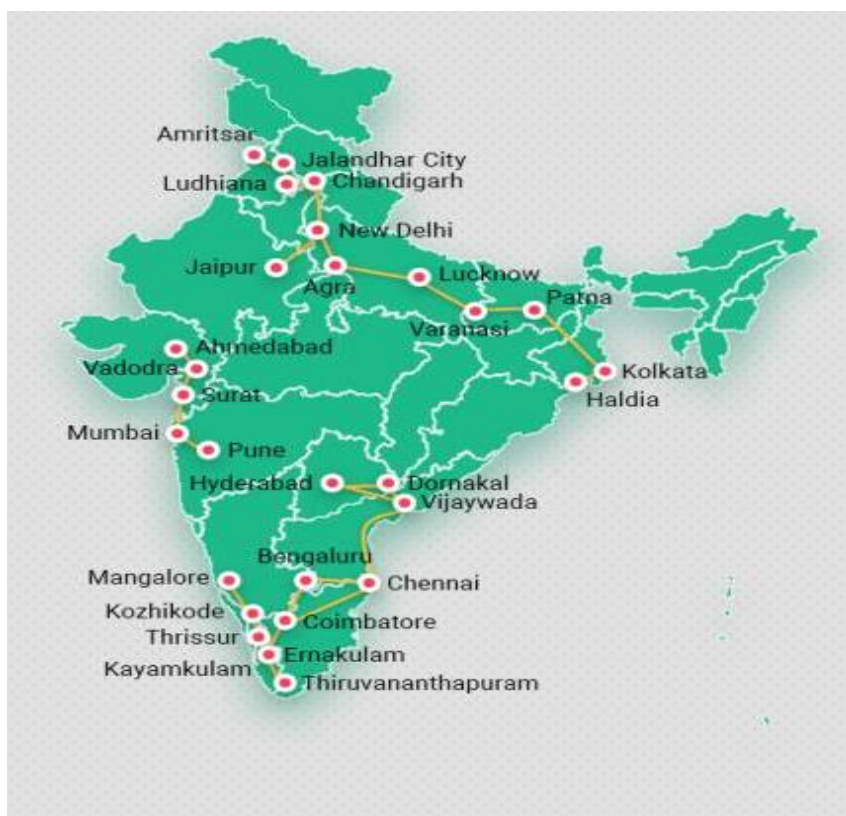 Amritsar
Jalandhar City
Ludhiana
Chandigarh
New Delhi
Jaipur
Agra
Lucknow
Varanasi
Patna
Ahmedabad
Vadodra
Kolkata
Haldia
Surat
Mumbai
Pune
Hyderabad
Dornakal
Vijaywada
Bengaluru
Mangalore
Chennai
Kozhikode
Coimbatore
Thrissur
Ernakulam
Kayamkulam
Thiruvananthapuram